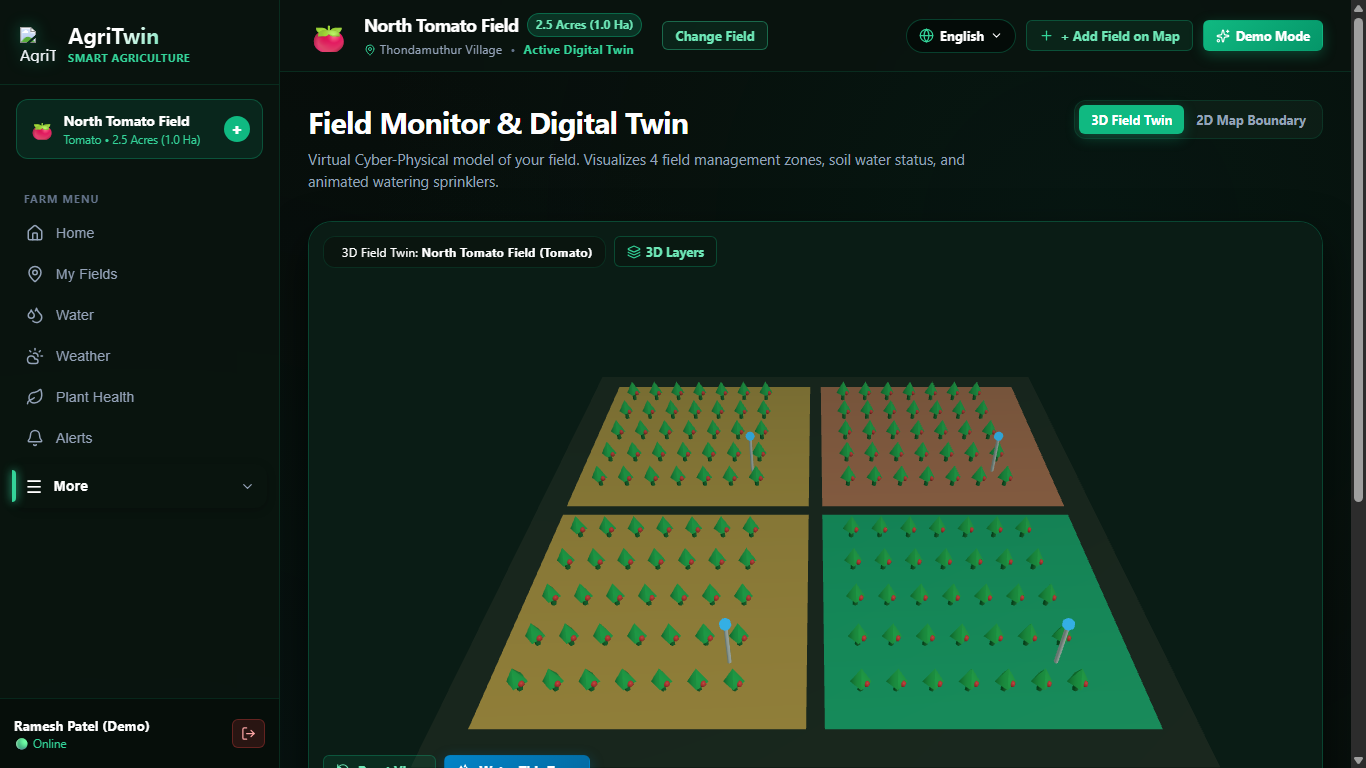 AgriT
AgriTwin
SMART AGRICULTURE
North Tomato Field
2.5 Acres (1.0 Ha)
Thondamuthur Village • Active Digital Twin
Change Field
English
+ Add Field on Map
Demo Mode
North Tomato Field
Tomato • 2.5 Acres (1.0 Ha)
+
FARM MENU
Home
My Fields
Water
Weather
Plant Health
Alerts
More
Ramesh Patel (Demo)
Online
Field Monitor & Digital Twin
Virtual Cyber-Physical model of your field. Visualizes 4 field management zones, soil water status, and
animated watering sprinklers.
3D Field Twin
2D Map Boundary
3D Field Twin: North Tomato Field (Tomato)
3D Layers